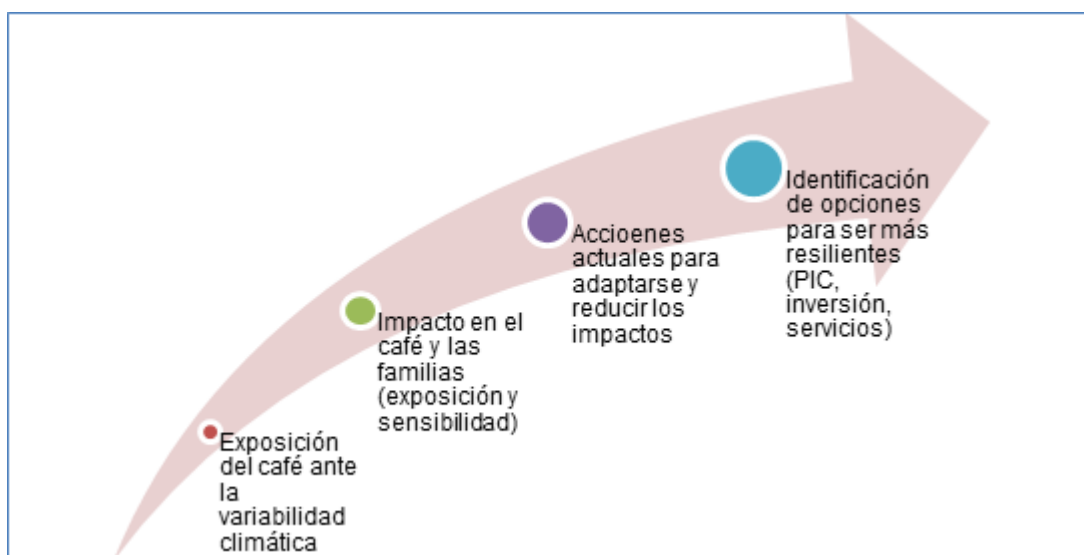 Exposición
del café ante
la
variabilidad
climática
Impacto en el
café y las
familias
(exposición y
sensibilidad)
Accioenes
actuales para
adaptarse y
reducir los
impactos
Identificación
de opciones
para ser más
resilientes
(PIC,
inversión,
servicios)